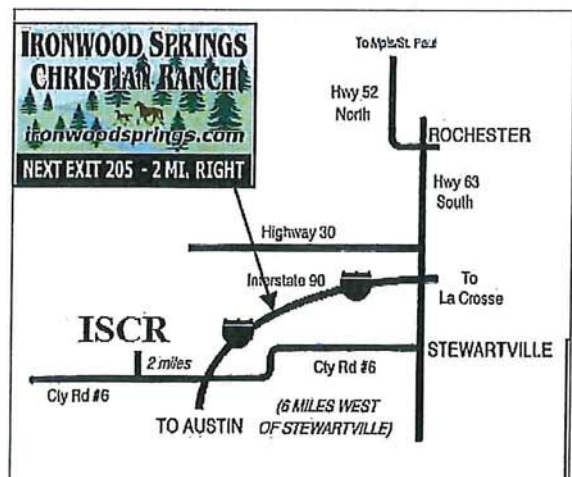 IRONWOOD SPRINGS
CHRISTIAN RANCH
ironwoodsprings.com
NEXT EXIT 205 - 2 MI. RIGHT
To Mpls/St. Paul
Hwy 52
North
ROCHESTER
Hwy 63
South
Highway 30
Interstate 90
To
La Crosse
ISCR
2 miles
STEWARTVILLE
Cty Rd #6
Cty Rd #6
TO AUSTIN
(6 MILES WEST
OF STEWARTVILLE)